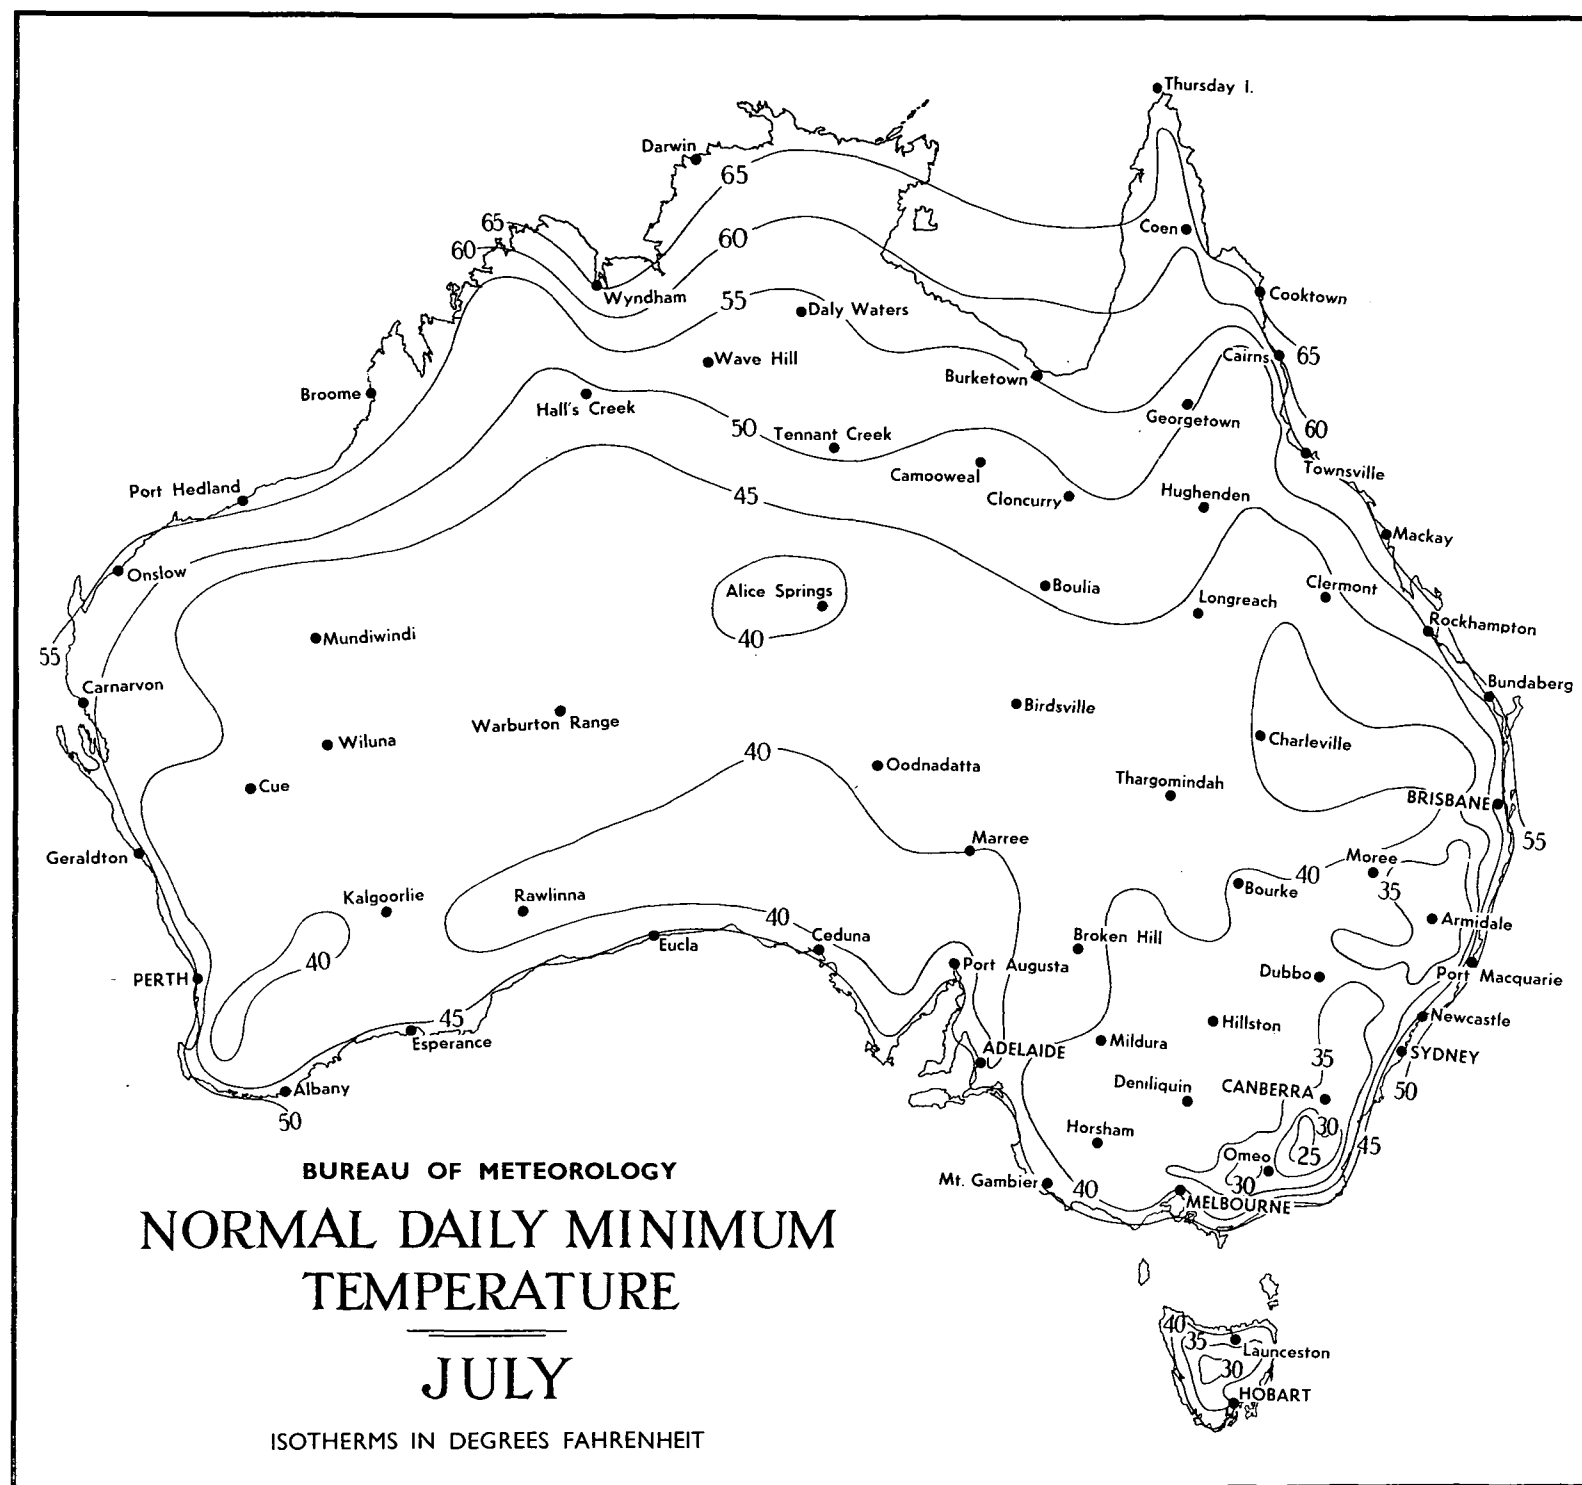 Thursday I.
Darwin
65
65
60
60
Coen
Wyndham
55
Cooktown
Daly Waters
Wave Hill
Cairns
65
Burketown
Broome
Hall's Creek
Georgetown
50
60
Tennant Creek
Townsville
Camooweal
Port Hedland
45
Cloncurry
Hughenden
Mackay
Onslow
Alice Springs
Boulia
Clermont
Longreach
Rockhampton
Mundiwindi
40
55
Carnarvon
Bundaberg
Birdsville
Warburton Range
Wiluna
Charleville
40
Oodnadatta
Cue
Thargomindah
BRISBANE
Marree
55
Geraldton
Moree
40
Bourke
35
Kalgoorlie
Rawlinna
40
Armidale
Ceduna
Broken Hill
Eucla
40
Port Augusta
Dubbo
PERTH
Port Macquarie
45
Hillston
Newcastle
Esperance
Mildura
ADELAIDE
35
SYDNEY
Albany
Deniliquin
CANBERRA
50
50
Horsham
30
45
Omeo
25
Mt. Gambier
40
30
MELBOURNE
BUREAU OF METEOROLOGY
NORMAL DAILY MINIMUM
TEMPERATURE
JULY
ISOTHERMS IN DEGREES FAHRENHEIT
40
35
Launceston
30
HOBART